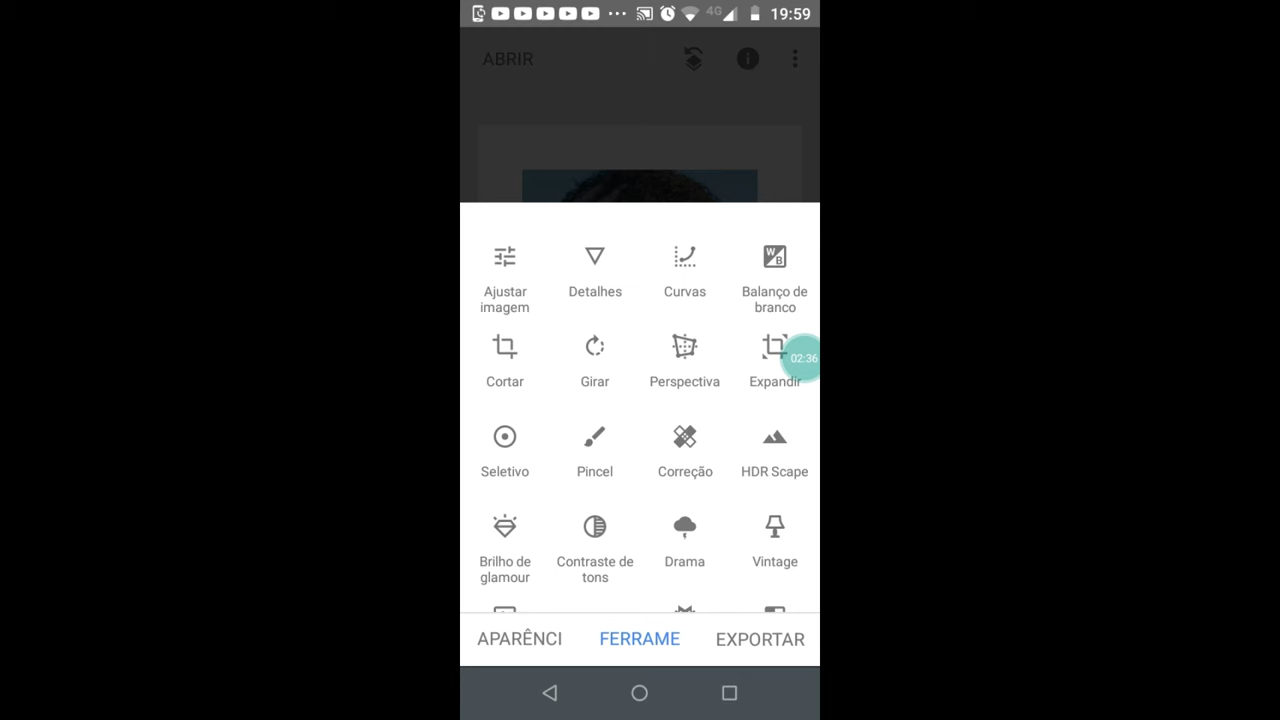 4G 19:59
ABRIR
Ajustar imagem
Detalhes
Curvas
Balanço de branco
Cortar
Girar
Perspectiva
Expandir
02:36
Seletivo
Pincel
Correção
HDR Scape
Brilho de glamour
Contraste de tons
Drama
Vintage
APARÊNCI
FERRAME
EXPORTAR